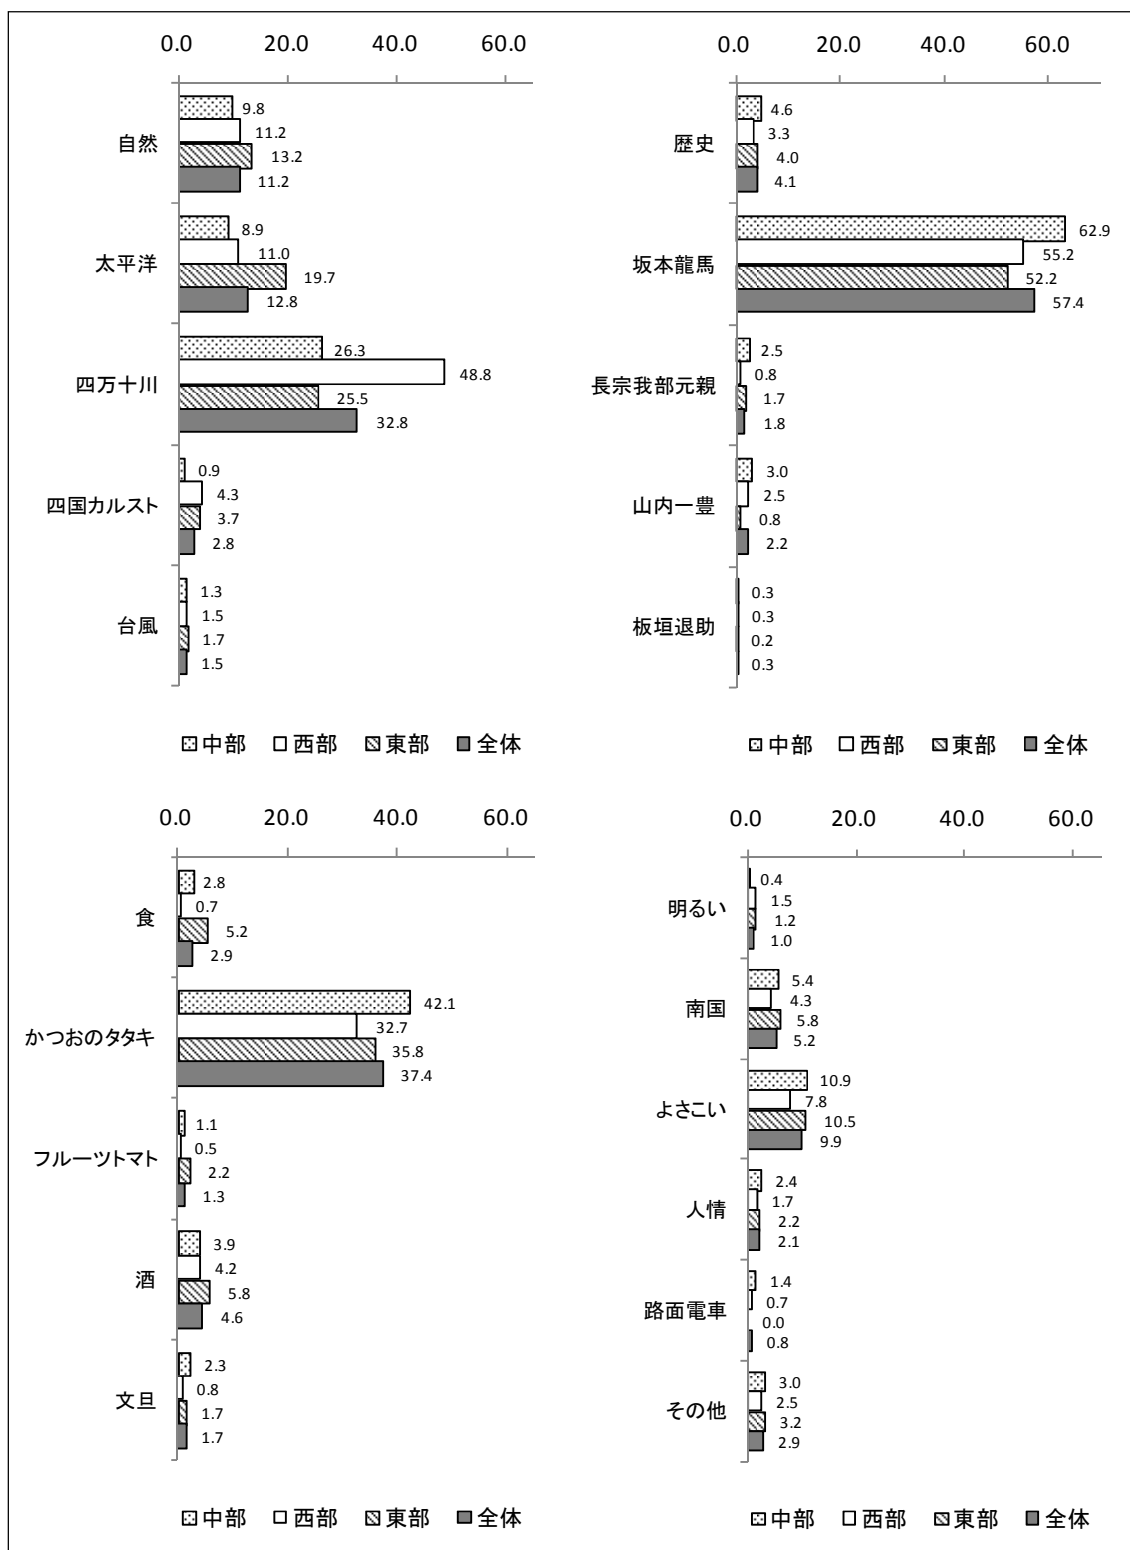 0.0 20.0 40.0 60.0
自然
9.8
11.2
13.2
11.2
太平洋
8.9
11.0
19.7
12.8
四万十川
26.3
48.8
25.5
32.8
四国カルスト
0.9
4.3
3.7
2.8
台風
1.3
1.5
1.7
1.5
中部 西部 東部 全体
0.0 20.0 40.0 60.0
歴史
4.6
3.3
4.0
4.1
坂本龍馬
62.9
55.2
52.2
57.4
長宗我部元親
2.5
0.8
1.7
1.8
山内一豊
3.0
2.5
0.8
2.2
板垣退助
0.3
0.3
0.2
0.3
中部 西部 東部 全体
0.0 20.0 40.0 60.0
食
2.8
0.7
5.2
2.9
かつおのタタキ
42.1
32.7
35.8
37.4
フルーツトマト
1.1
0.5
2.2
1.3
酒
3.9
4.2
5.8
4.6
文旦
2.3
0.8
1.7
1.7
中部 西部 東部 全体
0.0 20.0 40.0 60.0
明るい
0.4
1.5
1.2
1.0
南国
5.4
4.3
5.8
5.2
よさこい
10.9
7.8
10.5
9.9
人情
2.4
1.7
2.2
2.1
路面電車
1.4
0.7
0.0
0.8
その他
3.0
2.5
3.2
2.9
中部 西部 東部 全体